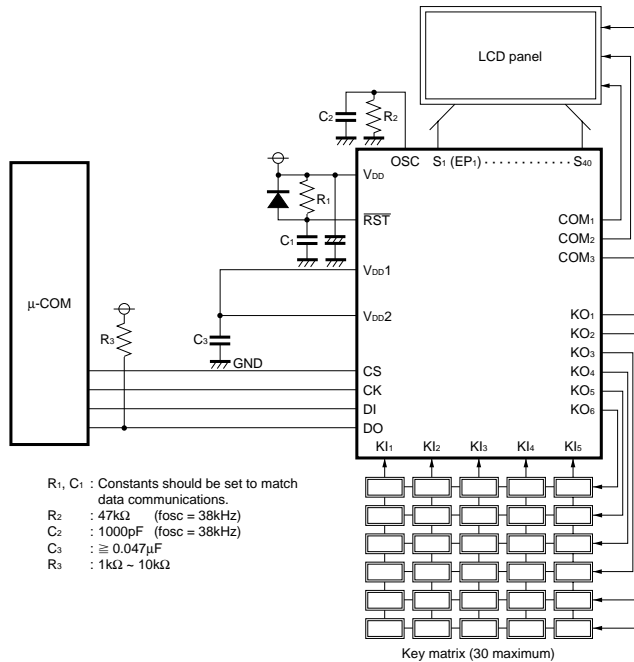 LCD panel
C2
R2
OSC S1 (EP1) · · · · · · · · · · · · · S40
VDD
R1
RST
C1
COM1
COM2
COM3
VDD1
μ-COM
VDD2
R3
C3
GND
KO1
KO2
KO3
KO4
KO5
KO6
CS
CK
DI
DO
KI1 KI2 KI3 KI4 KI5
R1, C1 : Constants should be set to match
data communications.
R2 : 47kΩ (fosc = 38kHz)
C2 : 1000pF (fosc = 38kHz)
C3 : ≧ 0.047μF
R3 : 1kΩ ~ 10kΩ
Key matrix (30 maximum)